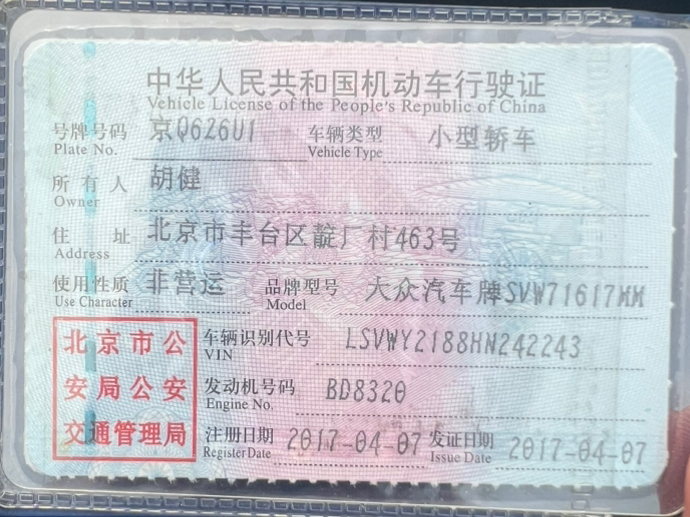 中华人民共和国机动车行驶证
Vehicle License of the People's Republic of China
号牌号码 京Q6Z6U1 车辆类型 小型轿车
Plate No. Vehicle Type
所有人 胡健
Owner
住址 北京市丰台区靛厂村463号
Address
使用性质 非营运 品牌型号 大众汽车牌SVW71617MM
Use Character Model
北京市公 车辆识别代号 LSVWY2188HN242243
VIN
安局公安 发动机号码 BD8320
Engine No.
交通管理局 注册日期 2017-04-07 发证日期 2017-04-07
Register Date Issue Date